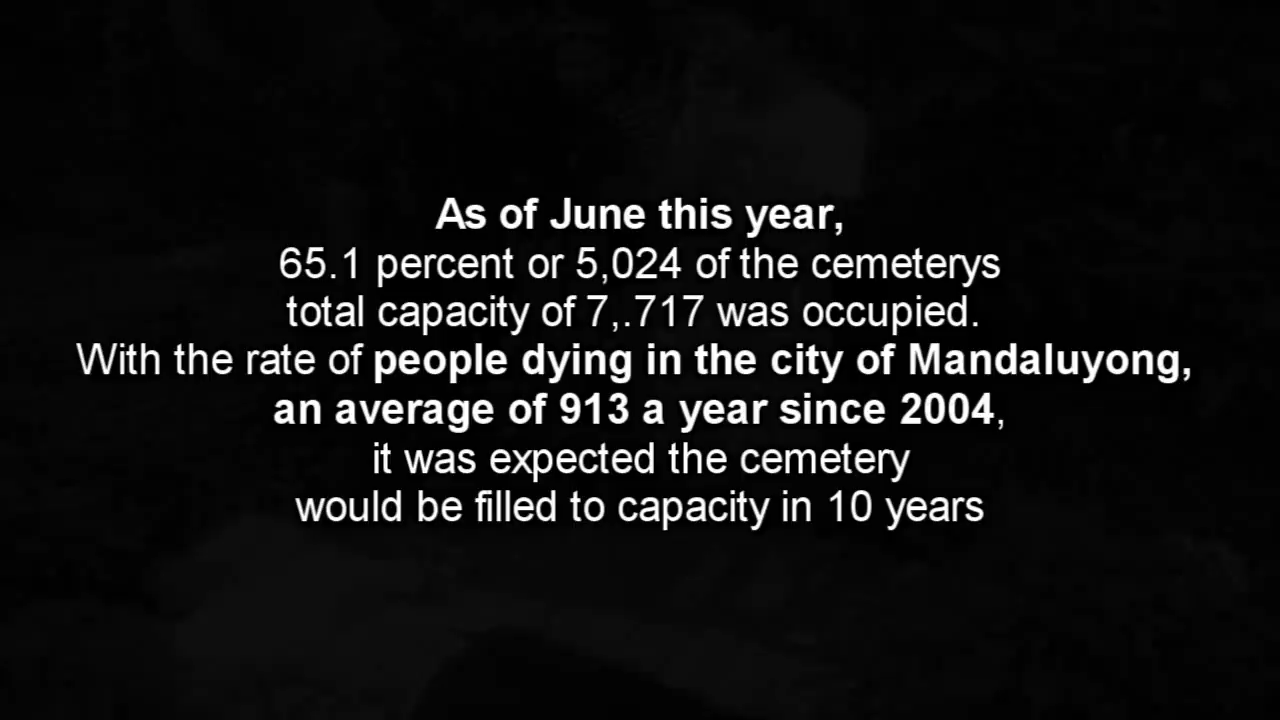 As of June this year,
65.1 percent or 5,024 of the cemeterys
total capacity of 7,.717 was occupied.
With the rate of people dying in the city of Mandaluyong,
an average of 913 a year since 2004,
it was expected the cemetery
would be filled to capacity in 10 years